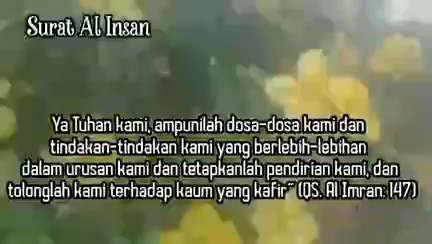 Surat Al Insan
Ya Tuhan kami, ampunilah dosa-dosa kami dan
tindakan-tindakan kami yang berlebih-lebihan
dalam urusan kami dan tetapkanlah pendirian kami, dan
tolonglah kami terhadap kaum yang kafir" (QS. Al Imran: 147)